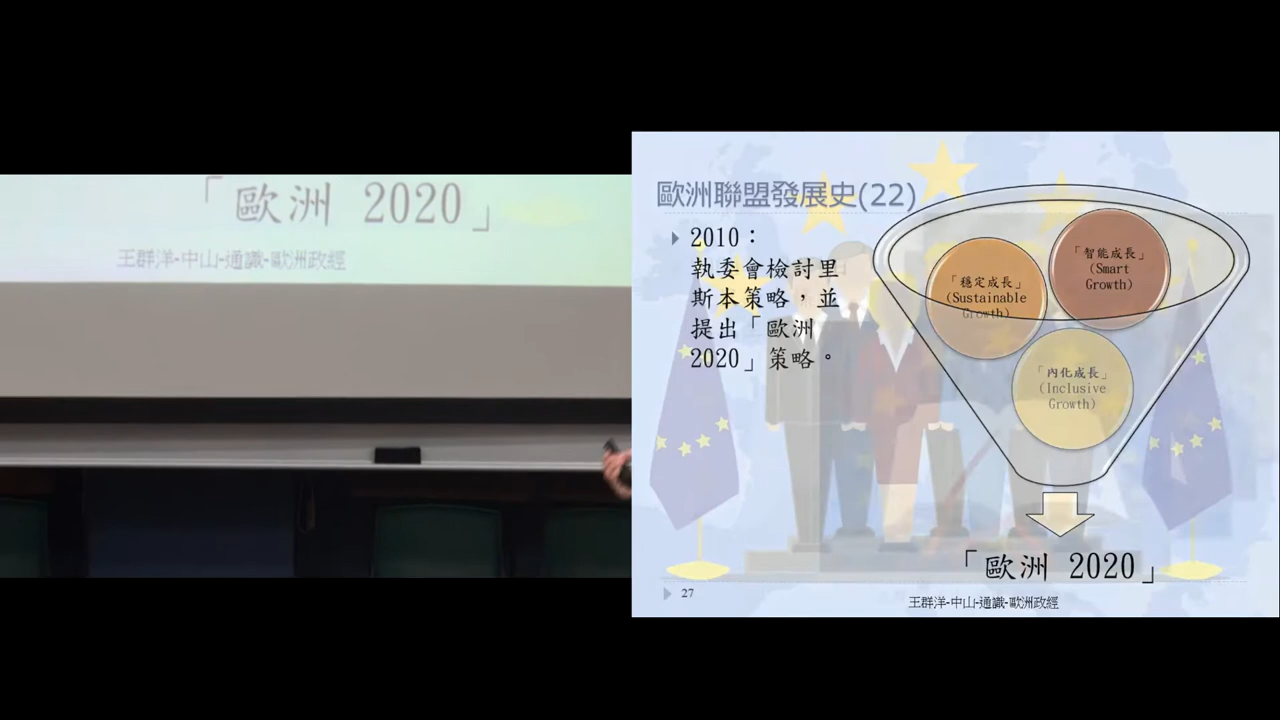 「歐洲 2020」
王群洋-中山-通識-歐洲政經
歐洲聯盟發展史(22)
2010：
執委會檢討里
斯本策略，並
提出「歐洲
2020」策略。
「智能成長」
(Smart
Growth)
「穩定成長」
(Sustainable
Growth)
「內化成長」
(Inclusive
Growth)
「歐洲 2020」
27
王群洋-中山-通識-歐洲政經